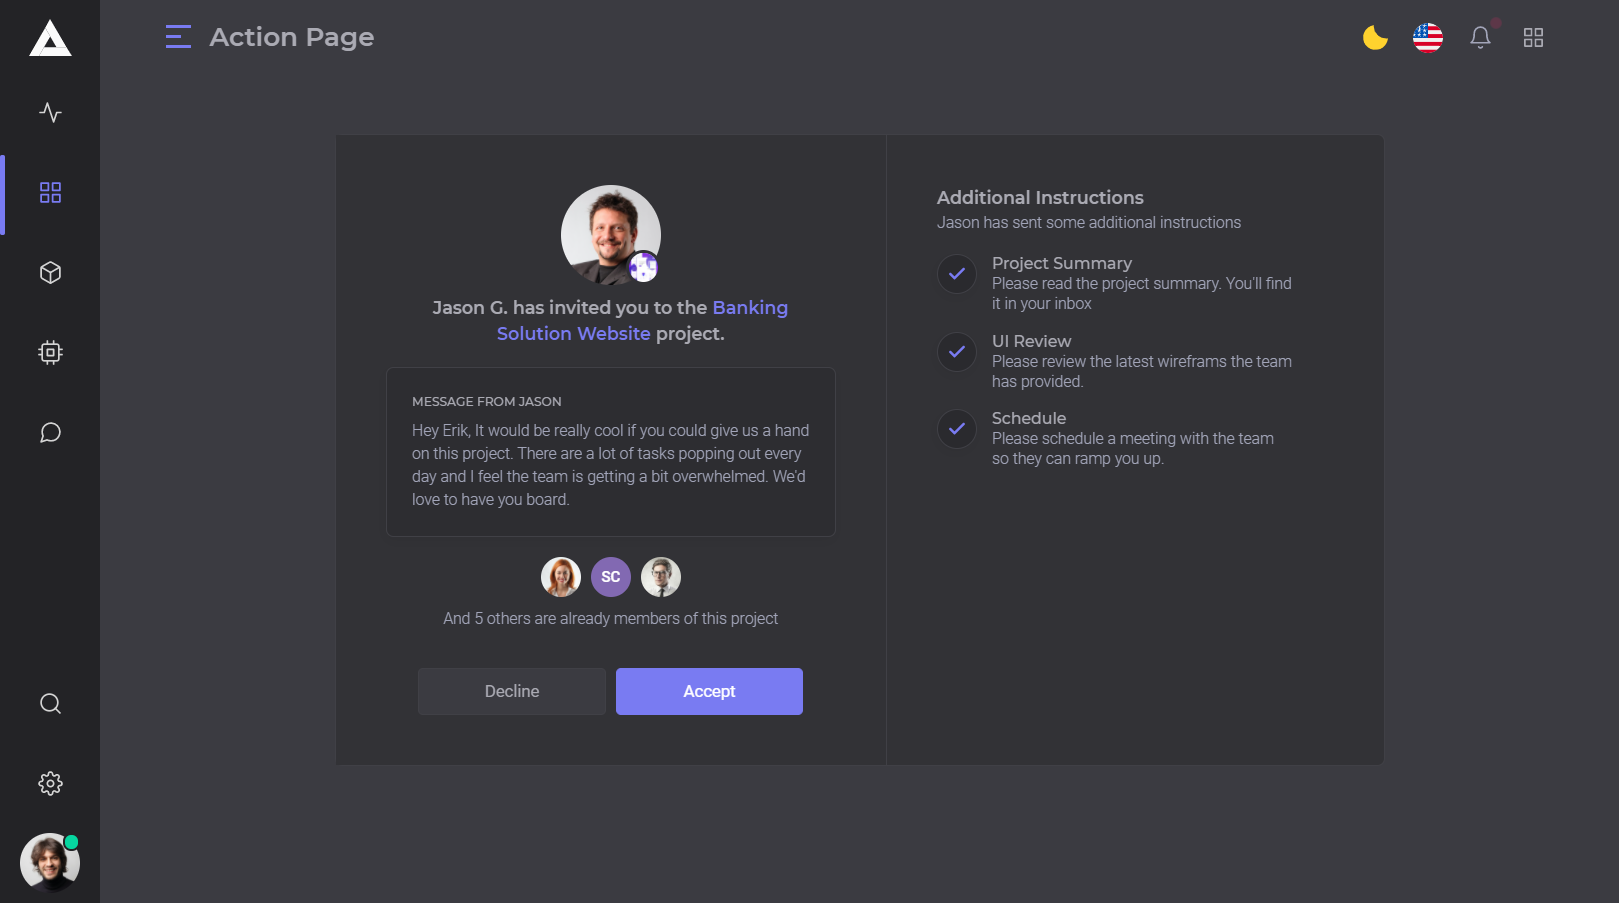 Action Page
Jason G. has invited you to the Banking
Solution Website project.
MESSAGE FROM JASON
Hey Erik, It would be really cool if you could give us a hand
on this project. There are a lot of tasks popping out every
day and I feel the team is getting a bit overwhelmed. We'd
love to have you board.
SC
And 5 others are already members of this project
Decline
Accept
Additional Instructions
Jason has sent some additional instructions
Project Summary
Please read the project summary. You'll find
it in your inbox
UI Review
Please review the latest wireframs the team
has provided.
Schedule
Please schedule a meeting with the team
so they can ramp you up.